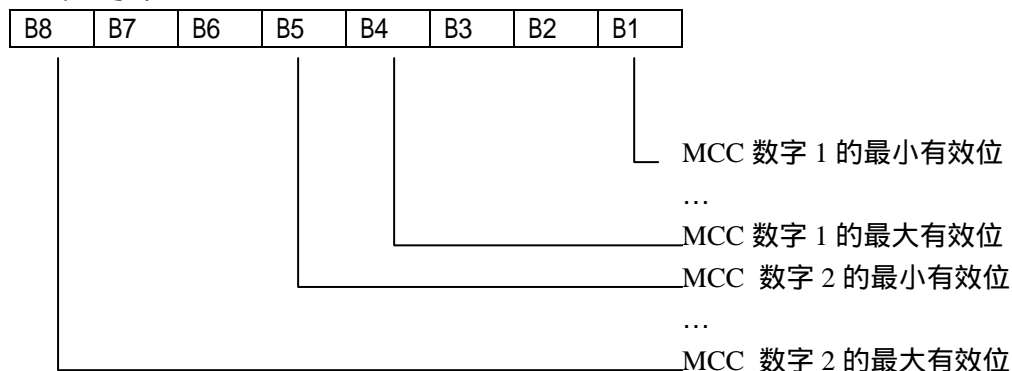 B8 B7 B6 B5 B4 B3 B2 B1
MCC 数字 1 的最小有效位
…
MCC 数字 1 的最大有效位
MCC 数字 2 的最小有效位
…
MCC 数字 2 的最大有效位